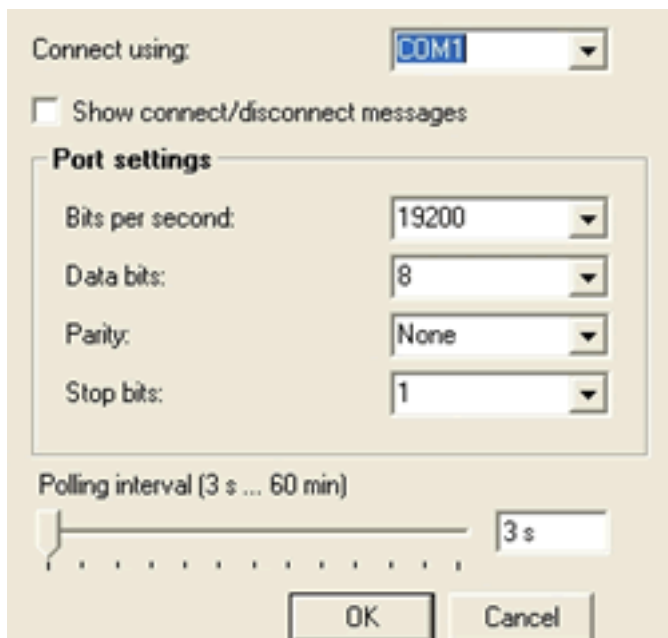 Connect using: COM1
Show connect/disconnect messages
Port settings
Bits per second: 19200
Data bits: 8
Parity: None
Stop bits: 1
Polling interval (3 s ... 60 min)
3 s
OK Cancel